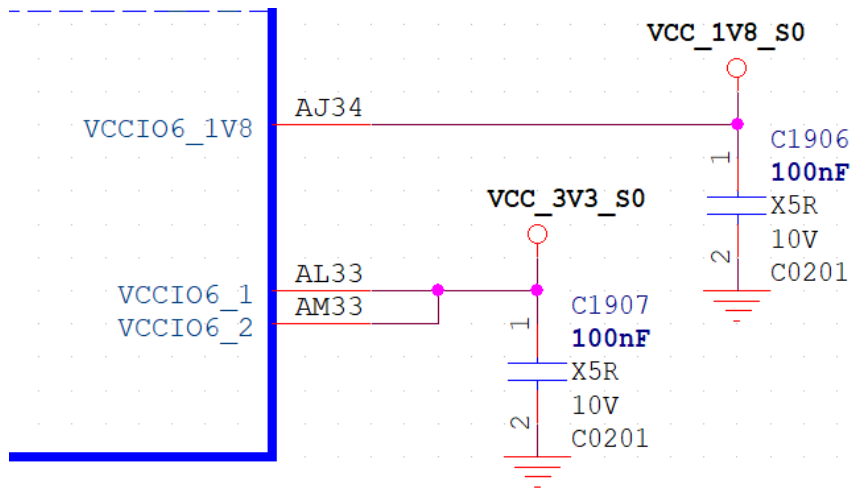 VCC_1V8_S0
AJ34
VCCIO6_1V8
1
C1906
100nF
X5R
10V
C0201
2
VCC_3V3_S0
AL33
VCCIO6_1
AM33
VCCIO6_2
1
C1907
100nF
X5R
10V
C0201
2